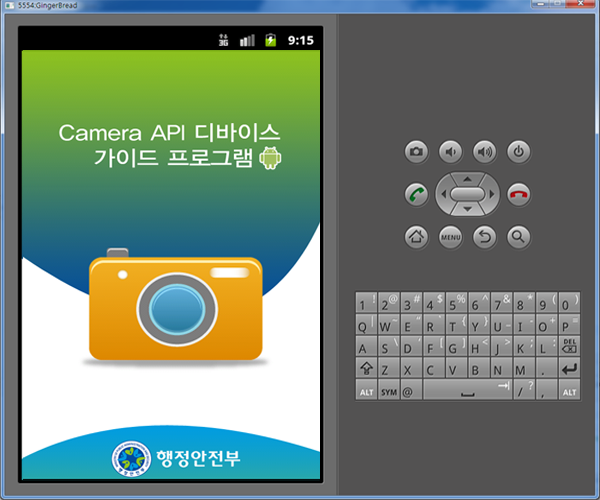 5554:GingerBread
3G 9:15
Camera API 디바이스
가이드 프로그램
행정안전부
MENU
1 ! 2 @ 3 # 4 $ 5 % 6 ^ 7 & 8 * 9 ( 0 )
Q | W ~ E " R ` T { Y } U _ I - O + P =
A S \ D ' F [ G ] H < J > K ; L : DEL
Z X C V B N M .
ALT SYM @ / ? , ALT